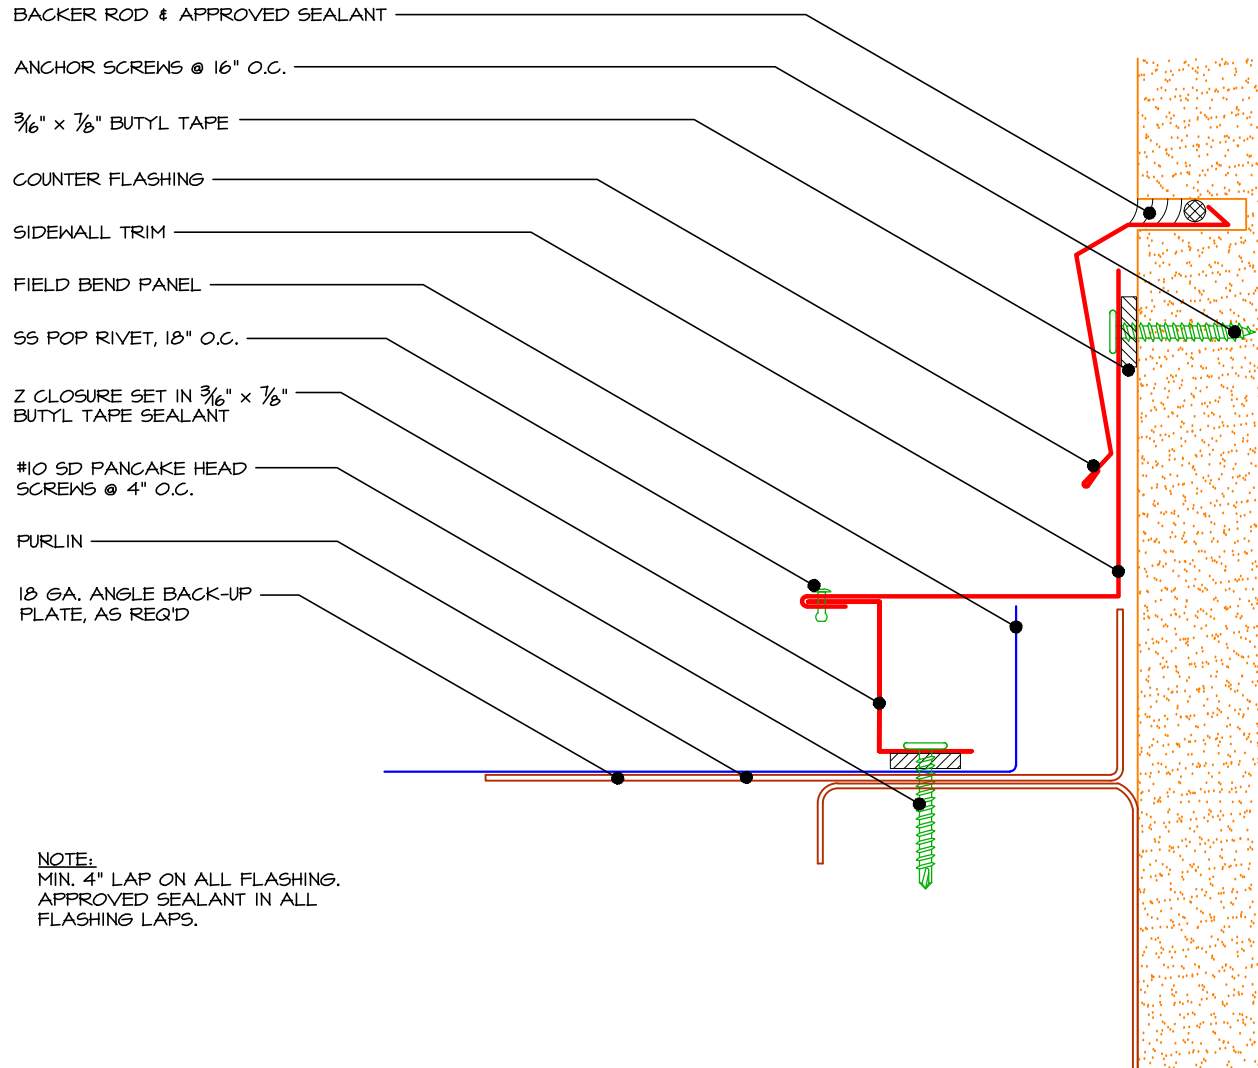 BACKER ROD & APPROVED SEALANT
ANCHOR SCREWS @ 16" O.C.
3/16" x 7/8" BUTYL TAPE
COUNTER FLASHING
SIDEWALL TRIM
FIELD BEND PANEL
SS POP RIVET, 18" O.C.
Z CLOSURE SET IN 3/16" x 7/8"
BUTYL TAPE SEALANT
#10 SD PANCAKE HEAD
SCREWS @ 4" O.C.
PURLIN
18 GA. ANGLE BACK-UP
PLATE, AS REQ'D
NOTE:
MIN. 4" LAP ON ALL FLASHING.
APPROVED SEALANT IN ALL
FLASHING LAPS.